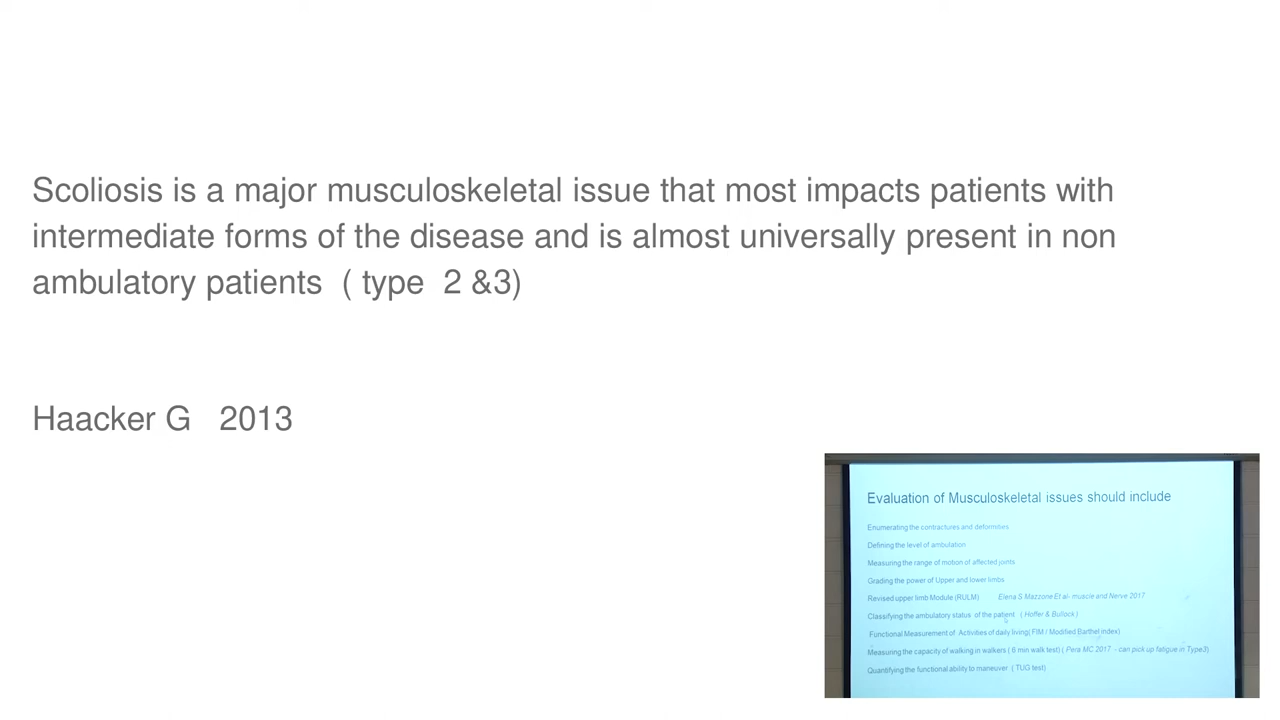 Scoliosis is a major musculoskeletal issue that most impacts patients with
intermediate forms of the disease and is almost universally present in non
ambulatory patients ( type 2 &3)
Haacker G 2013
Evaluation of Musculoskeletal issues should include
Enumerating the contractures and deformities
Defining the level of ambulation
Measuring the range of motion of affected joints
Grading the power of Upper and lower limbs
Revised upper limb Module (RULM) Elena S Mazzone Et al- muscle and Nerve 2017
Classifying the ambulatory status of the patient ( Hoffer & Bullock)
Functional Measurement of Activities of daily living( FIM / Modified Barthel index)
Measuring the capacity of walking in walkers ( 6 min walk test) ( Pera MC 2017 - can pick up fatigue in Type3)
Quantifying the functional ability to maneuver ( TUG test)